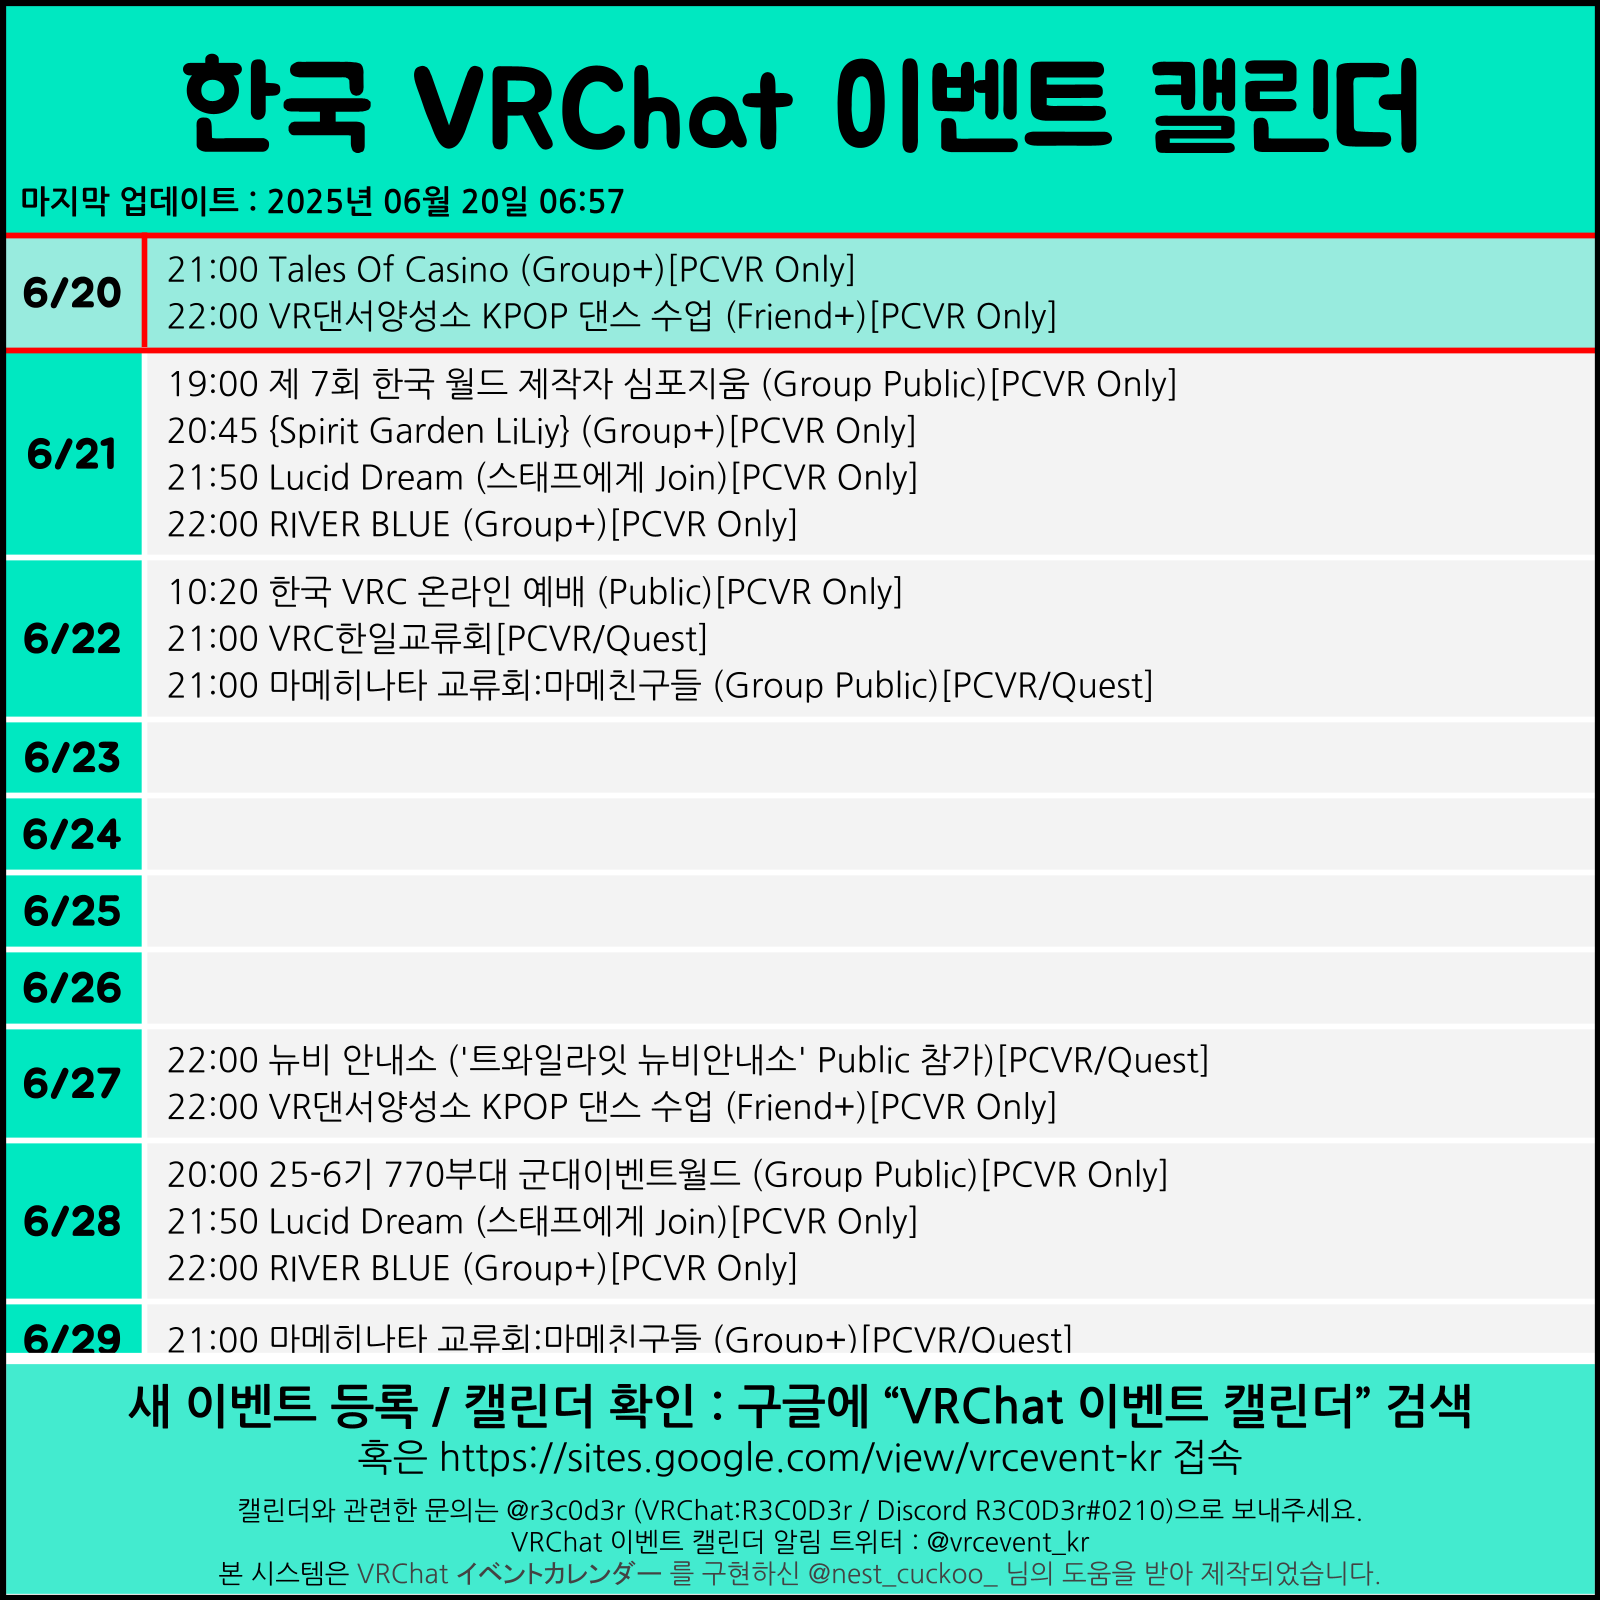 한국 VRChat 이벤트 캘린더
마지막 업데이트 : 2025년 06월 20일 06:57
6/20
21:00 Tales Of Casino (Group+)[PCVR Only]
22:00 VR댄서양성소 KPOP 댄스 수업 (Friend+)[PCVR Only]
6/21
19:00 제 7회 한국 월드 제작자 심포지움 (Group Public)[PCVR Only]
20:45 {Spirit Garden LiLiy} (Group+)[PCVR Only]
21:50 Lucid Dream (스태프에게 Join)[PCVR Only]
22:00 RIVER BLUE (Group+)[PCVR Only]
6/22
10:20 한국 VRC 온라인 예배 (Public)[PCVR Only]
21:00 VRC한일교류회[PCVR/Quest]
21:00 마메히나타 교류회:마메친구들 (Group Public)[PCVR/Quest]
6/23
6/24
6/25
6/26
6/27
22:00 뉴비 안내소 ('트와일라잇 뉴비안내소' Public 참가)[PCVR/Quest]
22:00 VR댄서양성소 KPOP 댄스 수업 (Friend+)[PCVR Only]
6/28
20:00 25-6기 770부대 군대이벤트월드 (Group Public)[PCVR Only]
21:50 Lucid Dream (스태프에게 Join)[PCVR Only]
22:00 RIVER BLUE (Group+)[PCVR Only]
6/29
21:00 마메히나타 교류회:마메친구들 (Group+)[PCVR/Quest]
새 이벤트 등록 / 캘린더 확인 : 구글에 “VRChat 이벤트 캘린더” 검색
혹은 https://sites.google.com/view/vrcevent-kr 접속
캘린더와 관련한 문의는 @r3c0d3r (VRChat:R3C0D3r / Discord R3C0D3r#0210)으로 보내주세요.
VRChat 이벤트 캘린더 알림 트위터 : @vrcevent_kr
본 시스템은 VRChat イベントカレンダー 를 구현하신 @nest_cuckoo_ 님의 도움을 받아 제작되었습니다.